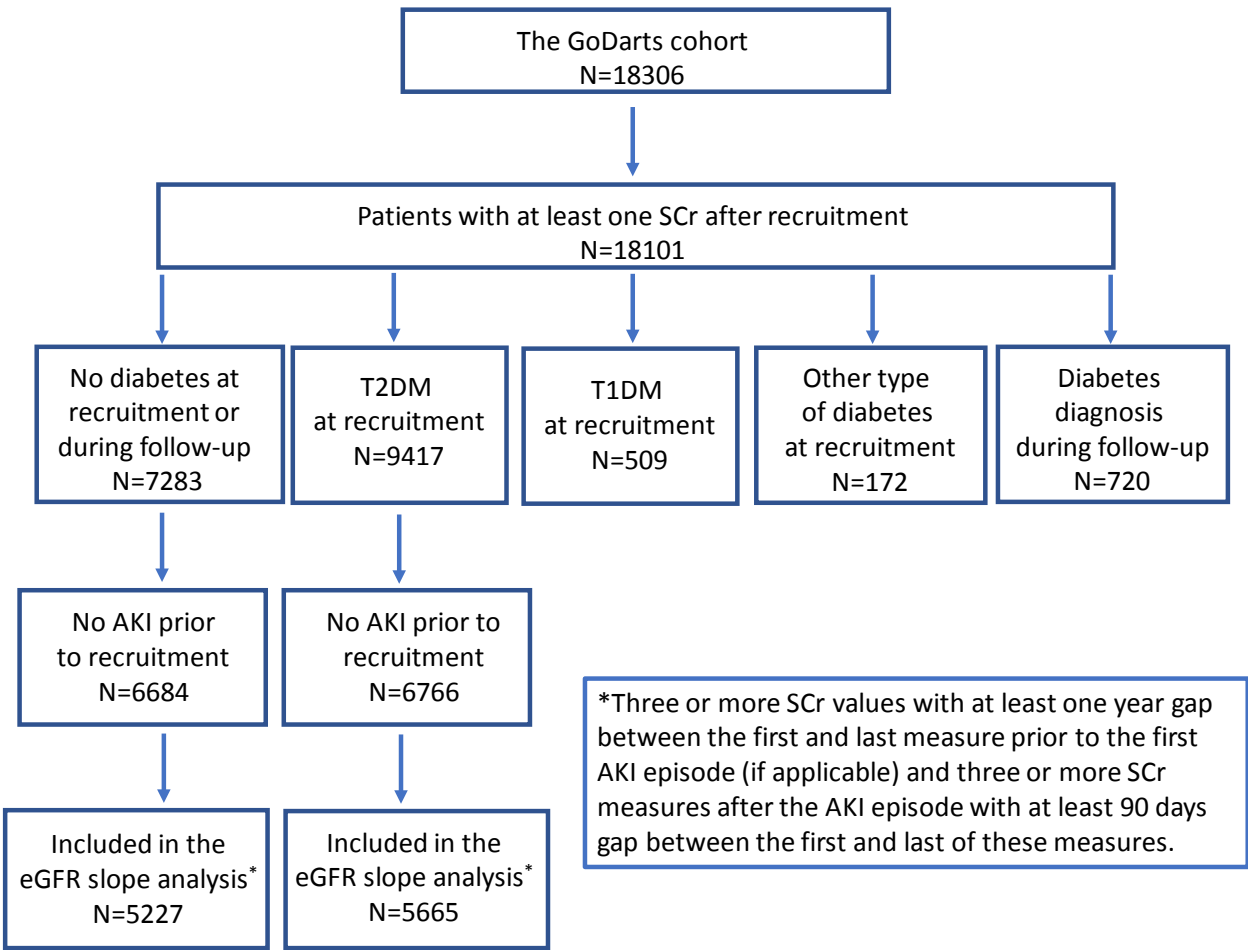 The GoDarts cohort
N=18306
Patients with at least one SCr after recruitment
N=18101
No diabetes at
recruitment or
during follow-up
N=7283
T2DM
at recruitment
N=9417
T1DM
at recruitment
N=509
Other type
of diabetes
at recruitment
N=172
Diabetes
diagnosis
during follow-up
N=720
No AKI prior
to recruitment
N=6684
No AKI prior to
recruitment
N=6766
*Three or more SCr values with at least one year gap
between the first and last measure prior to the first
AKI episode (if applicable) and three or more SCr
measures after the AKI episode with at least 90 days
gap between the first and last of these measures.
Included in the
eGFR slope analysis*
N=5227
Included in the
eGFR slope analysis*
N=5665